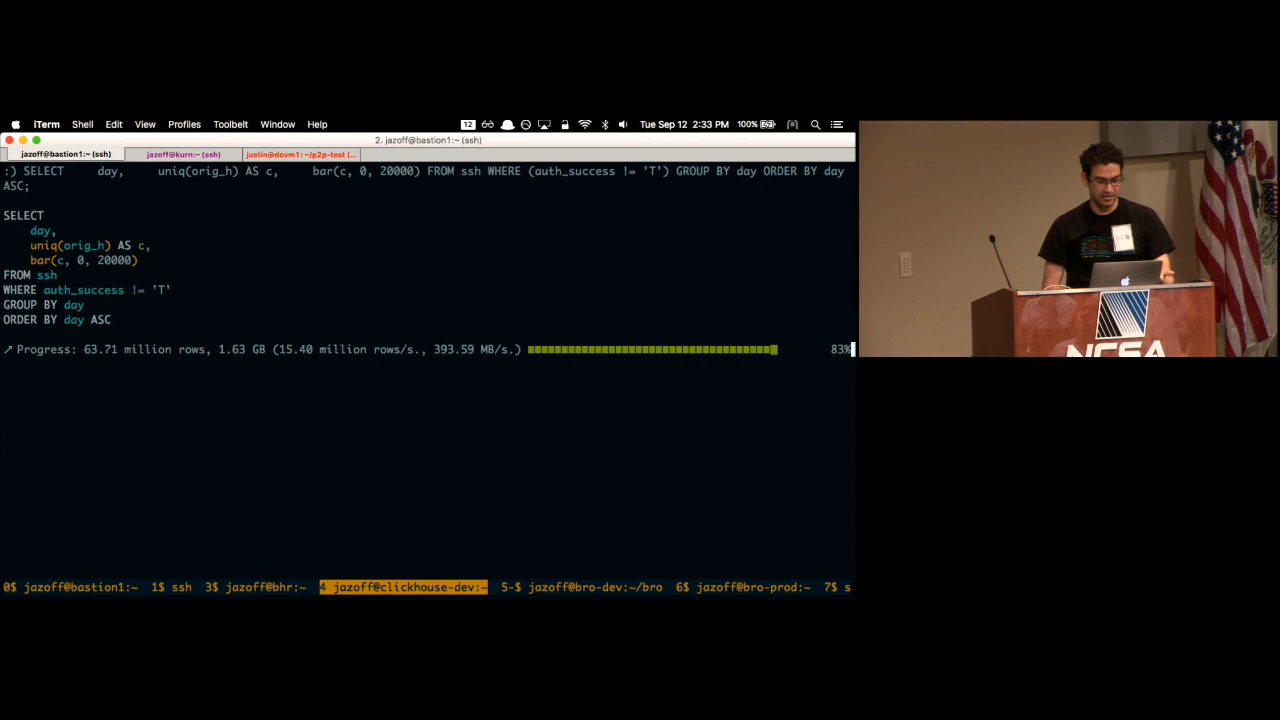 iTerm Shell Edit View Profiles Toolbelt Window Help 12 Tue Sep 12 2:33 PM 100%
2. jazoff@bastion1:~ (ssh)
jazoff@bastion1:~ (ssh) jazoff@kurn:~ (ssh) justin@dovm1: ~/p2p-test (...
:) SELECT day, uniq(orig_h) AS c, bar(c, 0, 20000) FROM ssh WHERE (auth_success != 'T') GROUP BY day ORDER BY day
ASC;
SELECT
day,
uniq(orig_h) AS c,
bar(c, 0, 20000)
FROM ssh
WHERE auth_success != 'T'
GROUP BY day
ORDER BY day ASC
↗ Progress: 63.71 million rows, 1.63 GB (15.40 million rows/s., 393.59 MB/s.) 83%
0$ jazoff@bastion1:~ 1$ ssh 3$ jazoff@bhr:~ 4 jazoff@clickhouse-dev:~ 5-$ jazoff@bro-dev:~/bro 6$ jazoff@bro-prod:~ 7$ s
NCSA